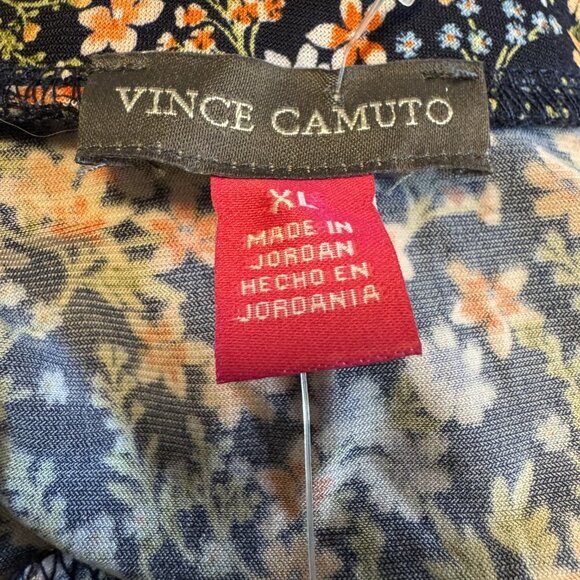 VINCE CAMUTO
XL
MADE IN
JORDAN
HECHO EN
JORDANIA